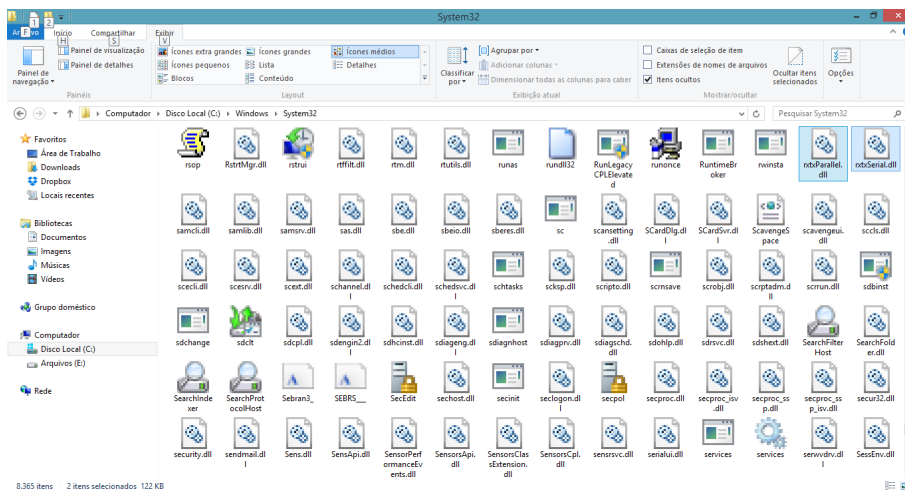 System32
1 2
Arquivo Início Compartilhar Exibir
F H S V
Painel de navegação
Painel de visualização
Painel de detalhes
Painéis
Ícones extra grandes Ícones grandes Ícones médios
Ícones pequenos Lista Detalhes
Blocos Conteúdo
Layout
Classificar por
Agrupar por
Adicionar colunas
Dimensionar todas as colunas para caber
Exibição atual
Caixas de seleção de item
Extensões de nomes de arquivos
Itens ocultos
Ocultar itens selecionados
Opções
Mostrar/ocultar
Computador Disco Local (C:) Windows System32
Pesquisar System32
Favoritos
Área de Trabalho
Downloads
Dropbox
Locais recentes
Bibliotecas
Documentos
Imagens
Músicas
Vídeos
Grupo doméstico
Computador
Disco Local (C:)
Arquivos (E:)
Rede
rsop RstrtMgr.dll rstrui rtffilt.dll rtm.dll rtutils.dll runas rundll32 RunLegacyCPLElevated runonce RuntimeBroker rwinsta rxtxParallel.dll rxtxSerial.dll
samcli.dll samlib.dll samsrv.dll sas.dll sbe.dll sbeio.dll sberes.dll sc scansetting.dll SCardDlg.dll SCardSvr.dll ScavengeSpace scavengeui.dll sccls.dll
scecli.dll scesrv.dll scext.dll schannel.dll schedcli.dll schedsvc.dll schtasks scksp.dll scripto.dll scrnsave scrobj.dll scrptadm.dll scrrun.dll sdbinst
sdchange sdclt sdcpl.dll sdengin2.dll sdhcinst.dll sdiageng.dll sdiagnhost sdiagprv.dll sdiagschd.dll sdohlp.dll sdrsvc.dll sdshext.dll SearchFilterHost SearchFolder.dll
SearchIndexer SearchProtocolHost Sebran3_ SEBRS___ SecEdit sechost.dll secinit seclogon.dll secpol secproc.dll secproc_isv.dll secproc_ssp.dll secproc_ssp_isv.dll secur32.dll
security.dll sendmail.dll Sens.dll SensApi.dll SensorPerformanceEvents.dll SensorsApi.dll SensorsClassExtension.dll SensorsCpl.dll sensrsvc.dll serialui.dll services services serwvdrv.dll SessEnv.dll
8.365 itens 2 itens selecionados 122 KB